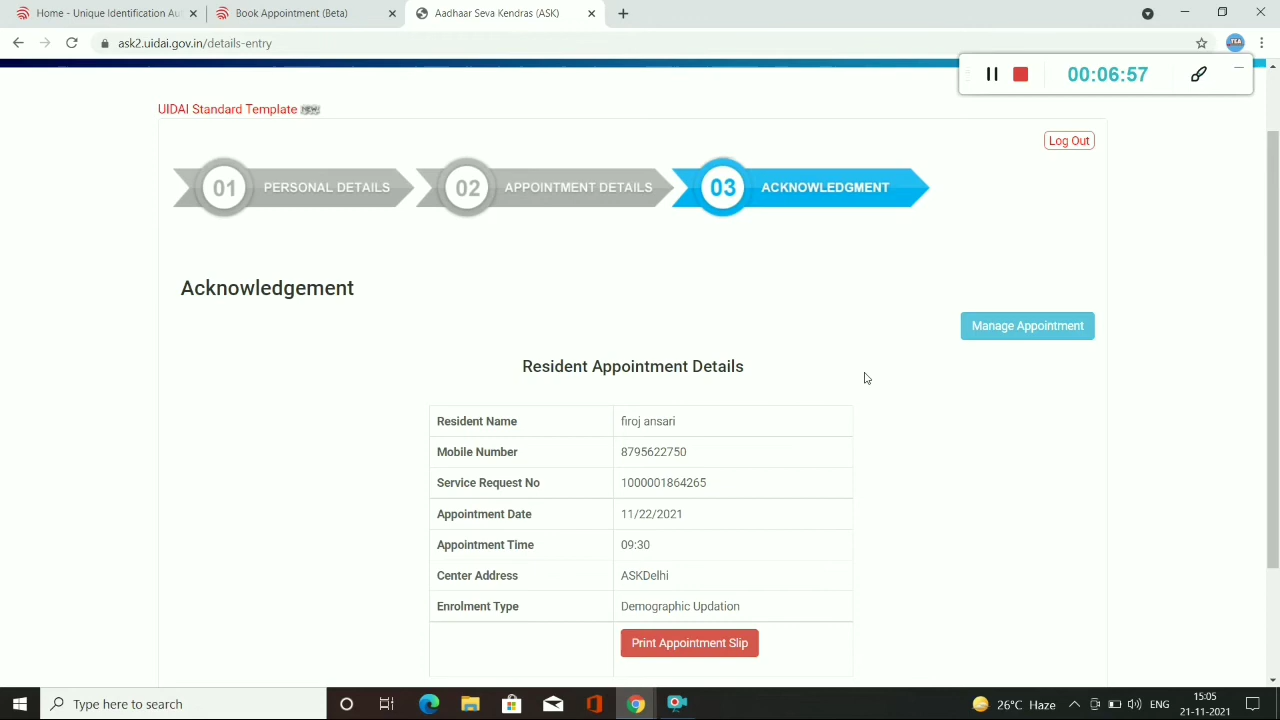 Home - Unique Identification Aut
Book Appointment (Beta)
Aadhaar Seva Kendras (ASK)
ask2.uidai.gov.in/details-entry
00:06:57
UIDAI Standard Template NEW
Log Out
01 PERSONAL DETAILS
02 APPOINTMENT DETAILS
03 ACKNOWLEDGMENT
Acknowledgement
Manage Appointment
Resident Appointment Details
Resident Name firoj ansari
Mobile Number 8795622750
Service Request No 1000001864265
Appointment Date 11/22/2021
Appointment Time 09:30
Center Address ASKDelhi
Enrolment Type Demographic Updation
Print Appointment Slip
Type here to search
26°C Haze
ENG
15:05
21-11-2021